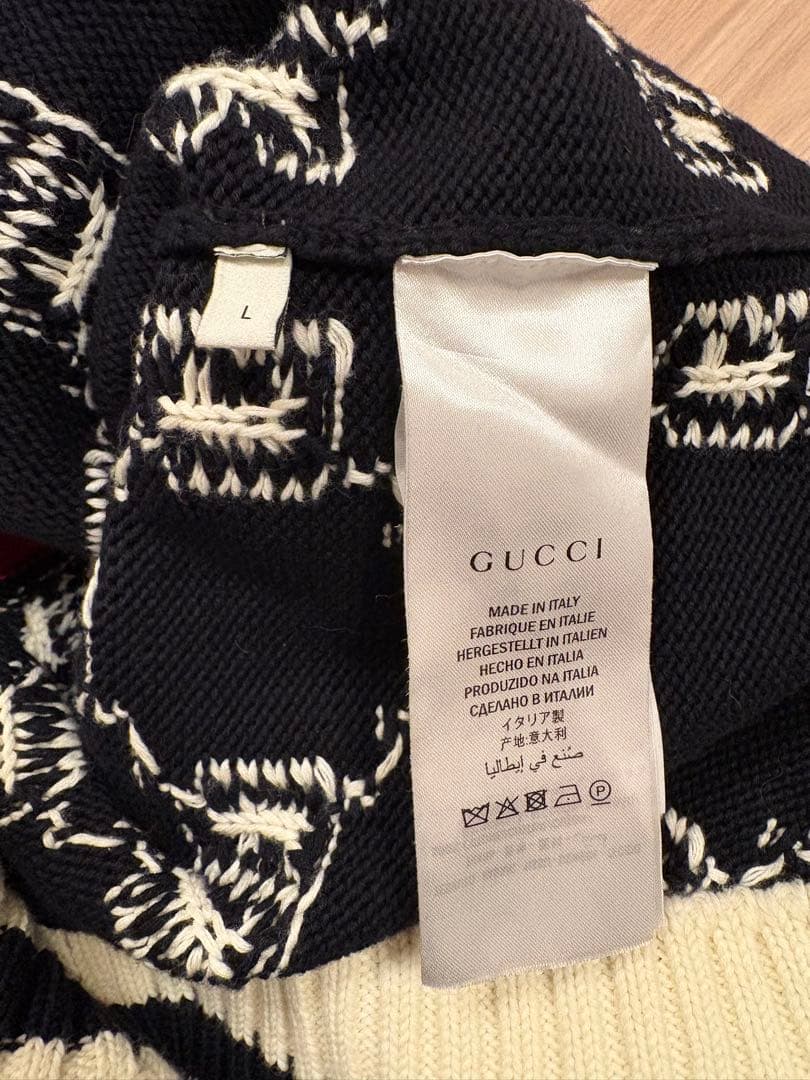 L
GUCCI
MADE IN ITALY
FABRIQUE EN ITALIE
HERGESTELLT IN ITALIEN
HECHO EN ITALIA
PRODUZIDO NA ITALIA
СДЕЛАНО В ИТАЛИИ
イタリア製
产地:意大利
صُنع في إيطاليا
P